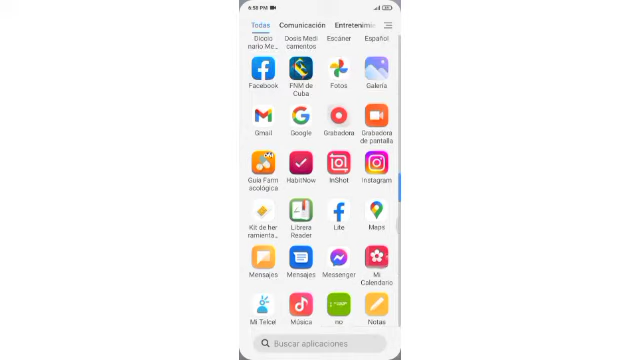 6:58 PM
Todas Comunicación Entretenimie
Diccio Dosis Medi Escáner Español
nario Me... camentos
Facebook FNM de Fotos Galería
Cuba
Gmail Google Grabadora Grabadora
de pantalla
Guía Farm HabitNow InShot Instagram
acológica
Kit de her Librera Lite Maps
ramienta... Reader
Mensajes Mensajes Messenger Mi
Calendario
Mi Telcel Música no Notas
Buscar aplicaciones